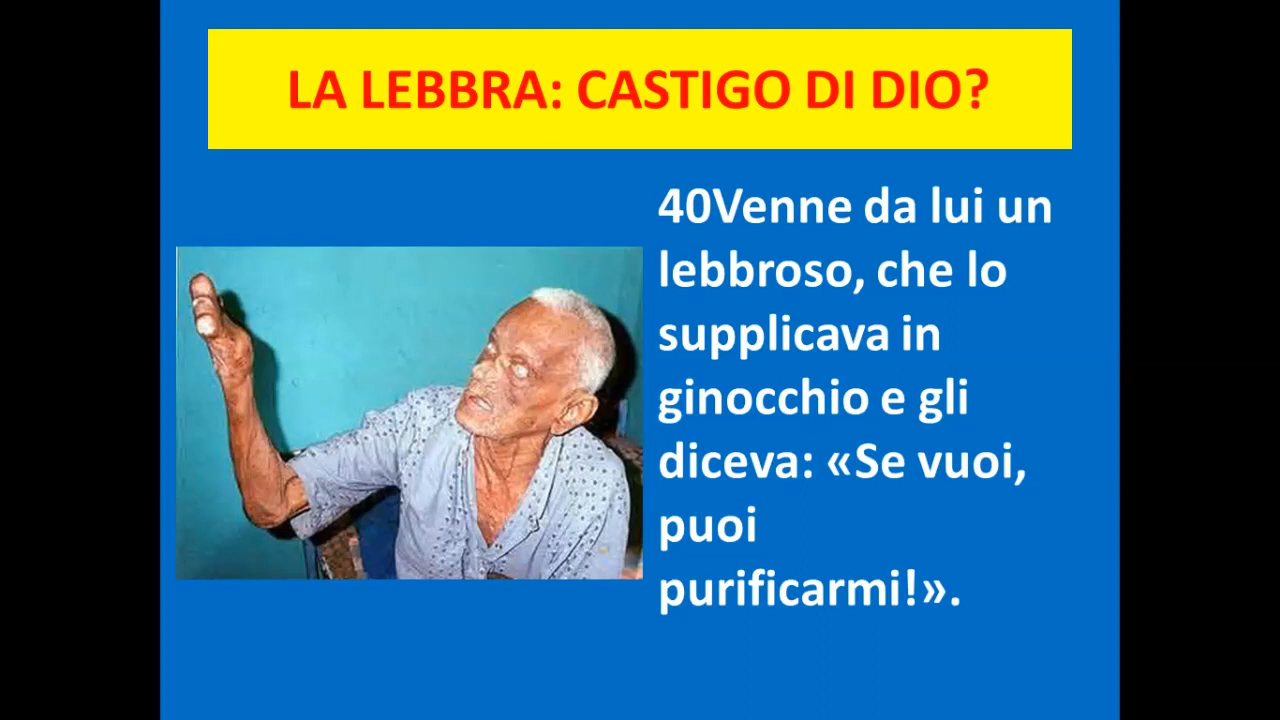 LA LEBBRA: CASTIGO DI DIO?
40Venne da lui un
lebbroso, che lo
supplicava in
ginocchio e gli
diceva: «Se vuoi,
puoi
purificarmi!».